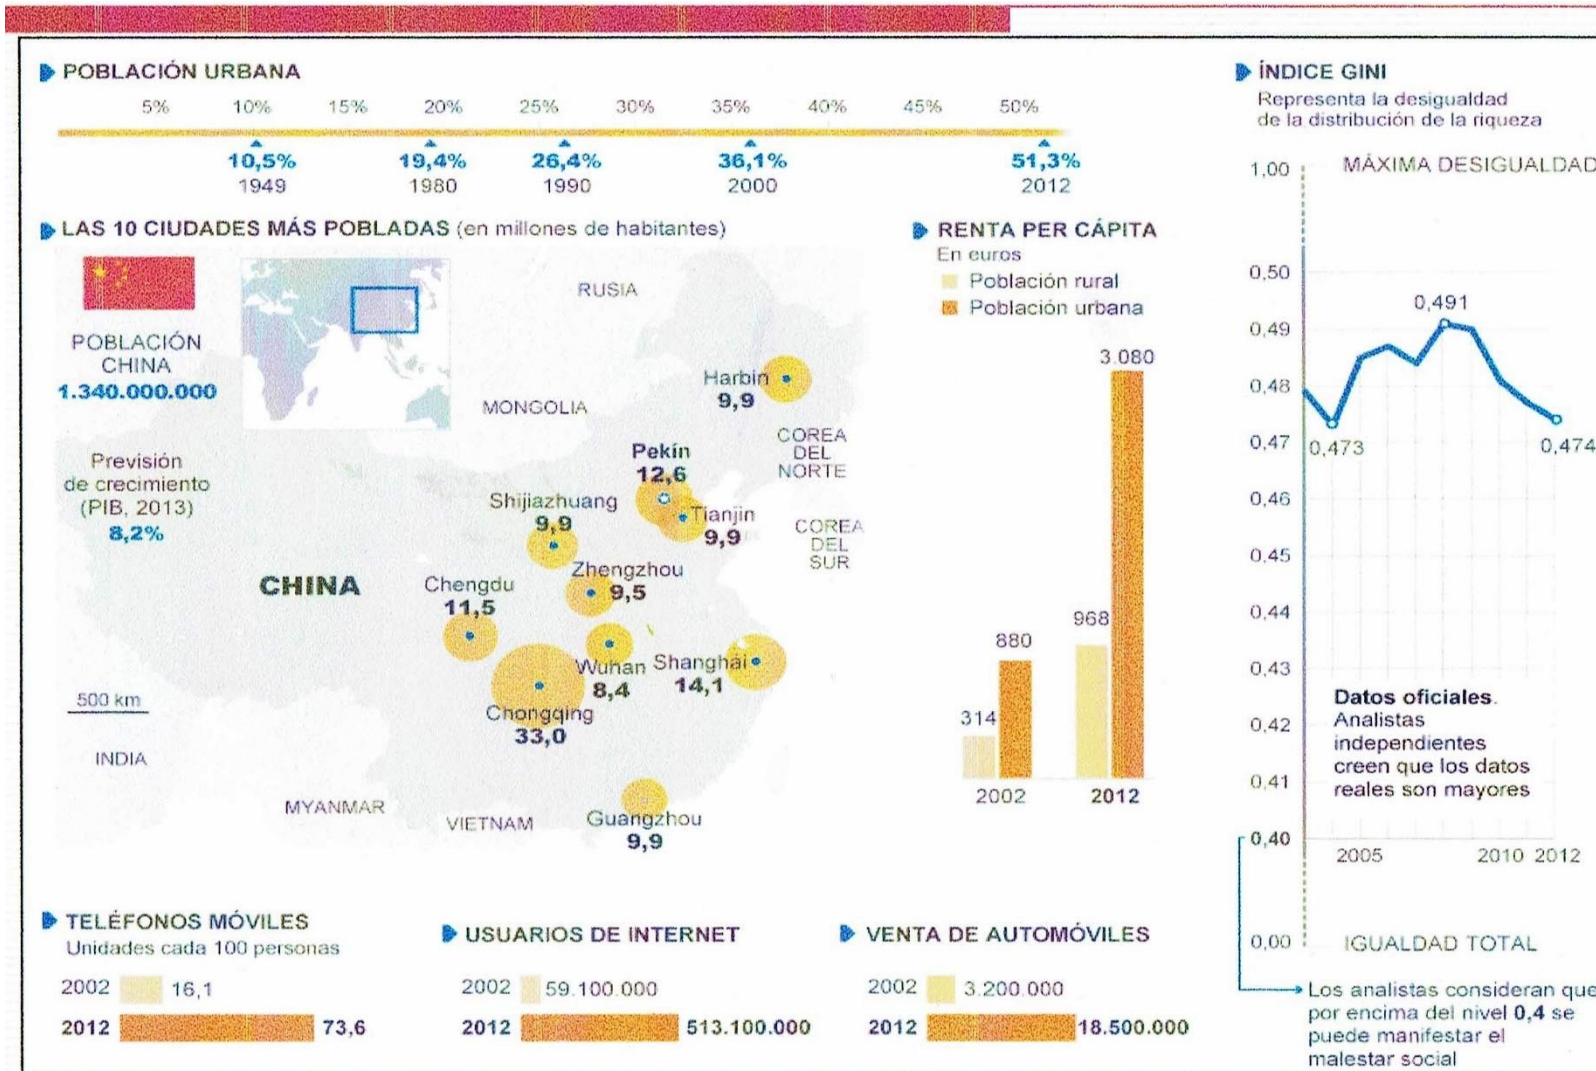 POBLACIÓN URBANA
5% 10% 15% 20% 25% 30% 35% 40% 45% 50%
10,5% 19,4% 26,4% 36,1% 51,3%
1949 1980 1990 2000 2012
LAS 10 CIUDADES MÁS POBLADAS (en millones de habitantes)
POBLACIÓN
CHINA
1.340.000.000
Previsión
de crecimiento
(PIB, 2013)
8,2%
RUSIA
MONGOLIA
Harbin
9,9
COREA
DEL
NORTE
Pekín
12,6
Shijiazhuang
9,9
Tianjin
9,9
COREA
DEL
SUR
Zhengzhou
9,5
CHINA
Chengdu
11,5
Wuhan
8,4
Shanghái
14,1
Chongqing
33,0
500 km
INDIA
MYANMAR
VIETNAM
Guangzhou
9,9
RENTA PER CÁPITA
En euros
Población rural
Población urbana
3.080
968
880
314
2002 2012
ÍNDICE GINI
Representa la desigualdad
de la distribución de la riqueza
1,00 MÁXIMA DESIGUALDAD
0,50
0,491
0,49
0,48
0,47
0,473
0,474
0,46
0,45
0,44
0,43
0,42
0,41
0,40
Datos oficiales.
Analistas
independientes
creen que los datos
reales son mayores
2005 2010 2012
0,00 IGUALDAD TOTAL
Los analistas consideran que
por encima del nivel 0,4 se
puede manifestar el
malestar social
TELÉFONOS MÓVILES
Unidades cada 100 personas
2002 16,1
2012 73,6
USUARIOS DE INTERNET
2002 59.100.000
2012 513.100.000
VENTA DE AUTOMÓVILES
2002 3.200.000
2012 18.500.000